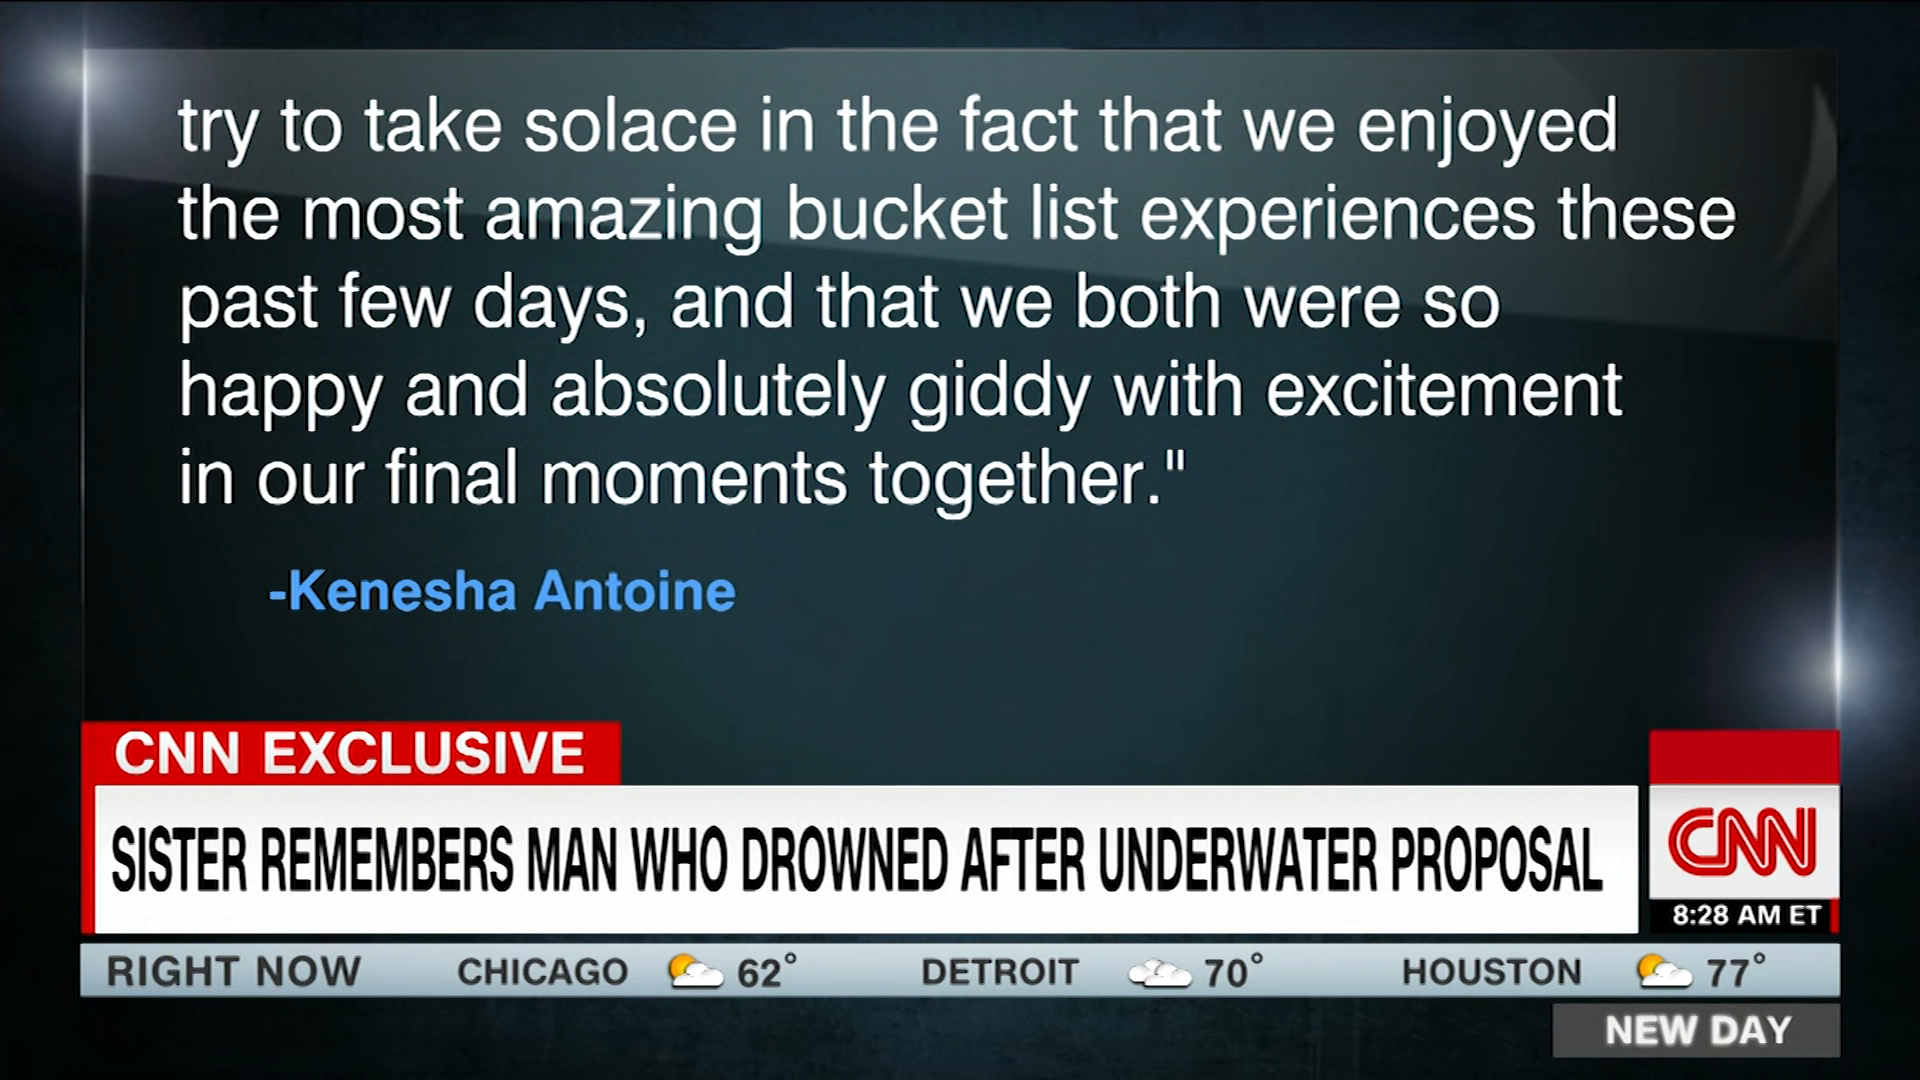 try to take solace in the fact that we enjoyed
the most amazing bucket list experiences these
past few days, and that we both were so
happy and absolutely giddy with excitement
in our final moments together."
-Kenesha Antoine
CNN EXCLUSIVE
SISTER REMEMBERS MAN WHO DROWNED AFTER UNDERWATER PROPOSAL
CNN
8:28 AM ET
RIGHT NOW CHICAGO 62° DETROIT 70° HOUSTON 77°
NEW DAY